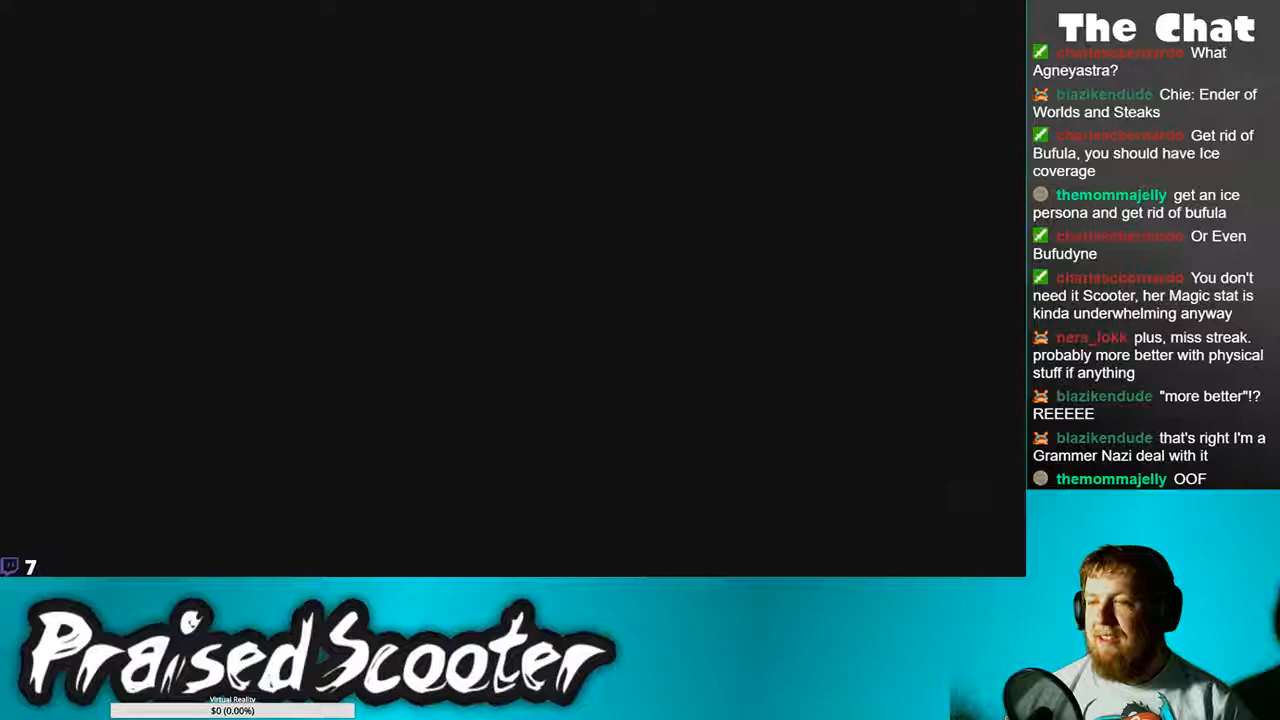 The Chat
charlescbernardo What
Agneyastra?
blazikendude Chie: Ender of
Worlds and Steaks
charlescbernardo Get rid of
Bufula, you should have Ice
coverage
themommajelly get an ice
persona and get rid of bufula
charlescbernardo Or Even
Bufudyne
charlescbernardo You don't
need it Scooter, her Magic stat is
kinda underwhelming anyway
nera_lokk plus, miss streak.
probably more better with physical
stuff if anything
blazikendude "more better"!?
REEEEE
blazikendude that's right I'm a
Grammer Nazi deal with it
themommajelly OOF
7
PraisedScooter
Virtual Reality
$0 (0.00%)